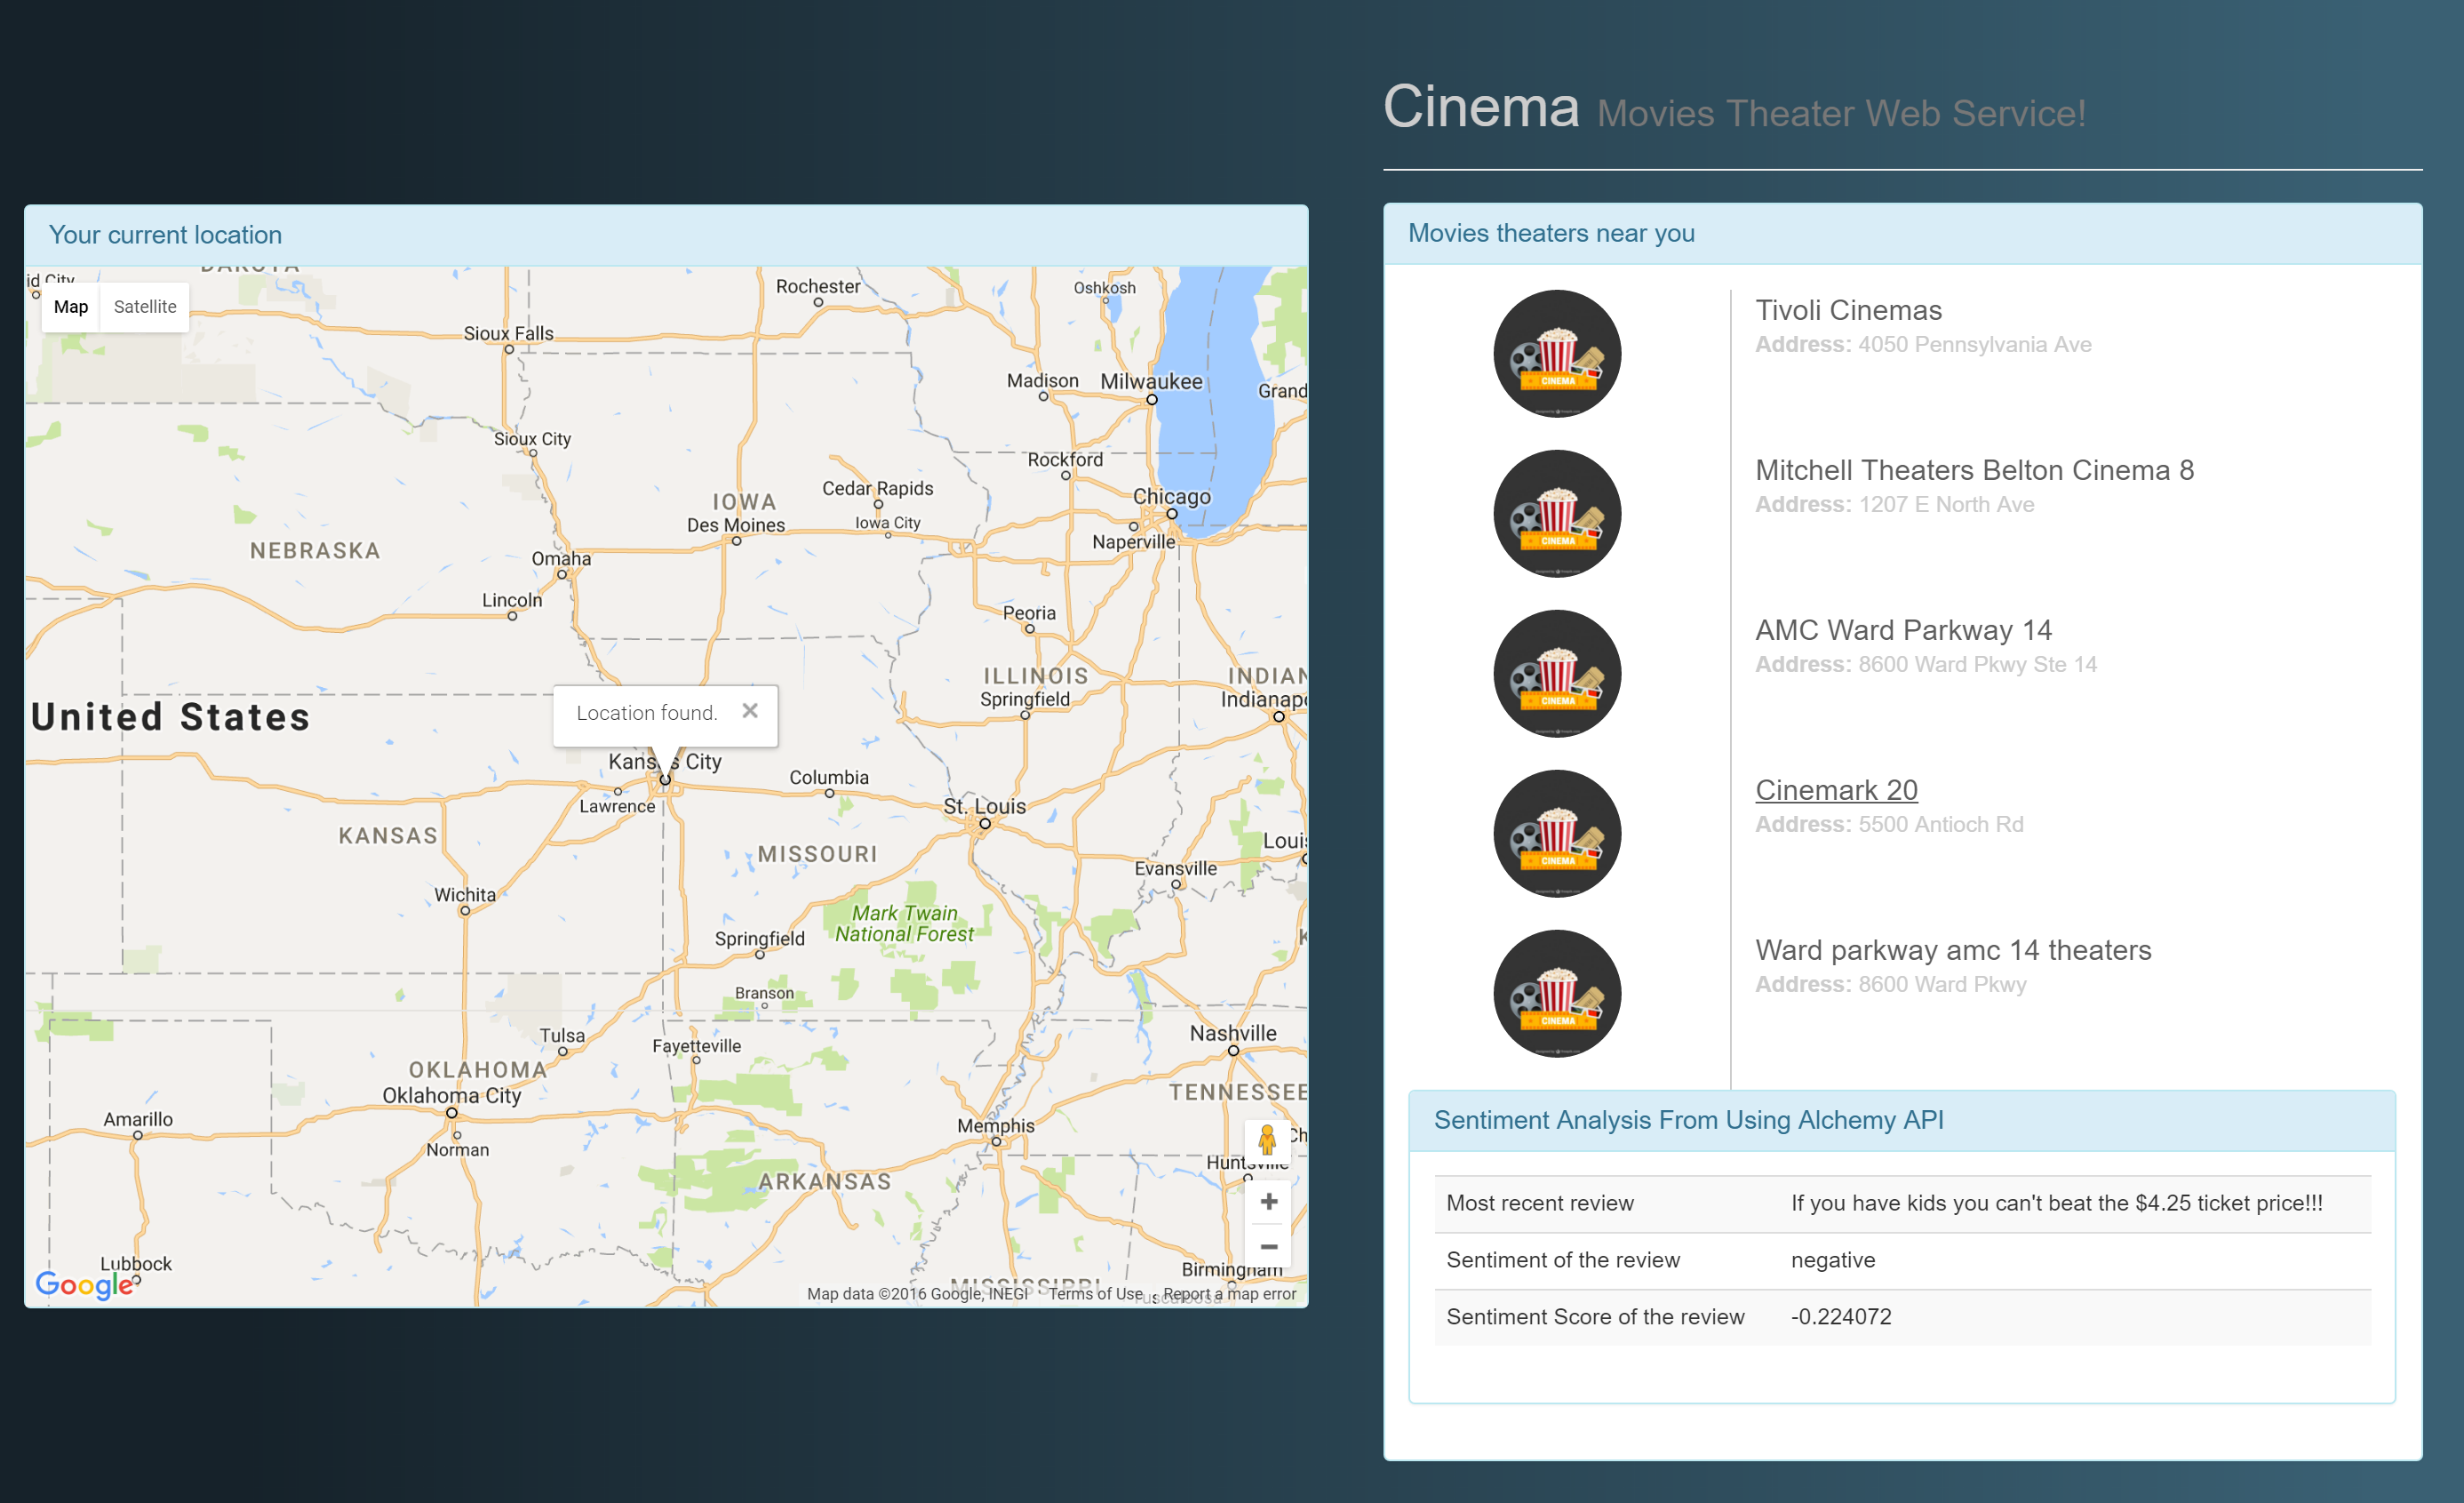 Cinema Movies Theater Web Service!
Your current location
Map
Satellite
id City
Rochester
Oshkosh
Sioux Falls
Madison
Milwaukee
Grand
Sioux City
Rockford
IOWA
Cedar Rapids
Chicago
Des Moines
Iowa City
NEBRASKA
Naperville
Omaha
Lincoln
Peoria
ILLINOIS
INDIAN
Springfield
Indianap
United States
Location found.
Kansas City
Columbia
Lawrence
St. Louis
KANSAS
MISSOURI
Loui
Evansville
Wichita
Mark Twain
National Forest
Springfield
Branson
Tulsa
Fayetteville
Nashville
OKLAHOMA
Oklahoma City
TENNESSEE
Amarillo
Memphis
Ch
Norman
Huntsville
ARKANSAS
Lubbock
Birmingham
MISSISSIPPI
Google
Map data ©2016 Google, INEGI
Terms of Use
Report a map error
Tuscaloosa
Movies theaters near you
CINEMA
Tivoli Cinemas
Address: 4050 Pennsylvania Ave
CINEMA
Mitchell Theaters Belton Cinema 8
Address: 1207 E North Ave
CINEMA
AMC Ward Parkway 14
Address: 8600 Ward Pkwy Ste 14
CINEMA
Cinemark 20
Address: 5500 Antioch Rd
CINEMA
Ward parkway amc 14 theaters
Address: 8600 Ward Pkwy
Sentiment Analysis From Using Alchemy API
Most recent review If you have kids you can't beat the $4.25 ticket price!!!
Sentiment of the review negative
Sentiment Score of the review -0.224072